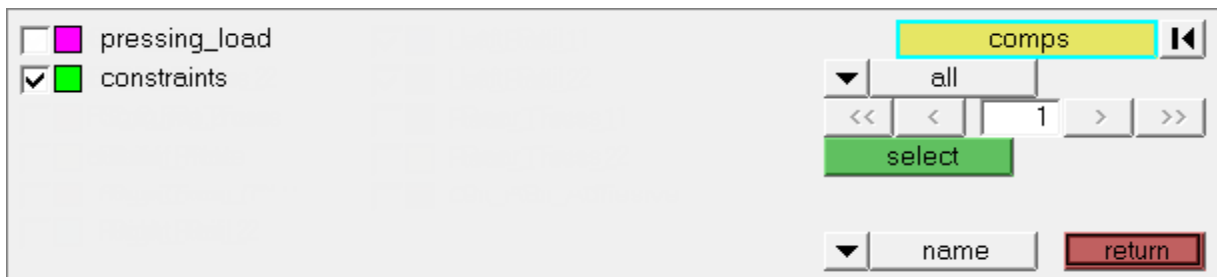 pressing_load
constraints
comps
all
<< < 1 > >>
select
name
return